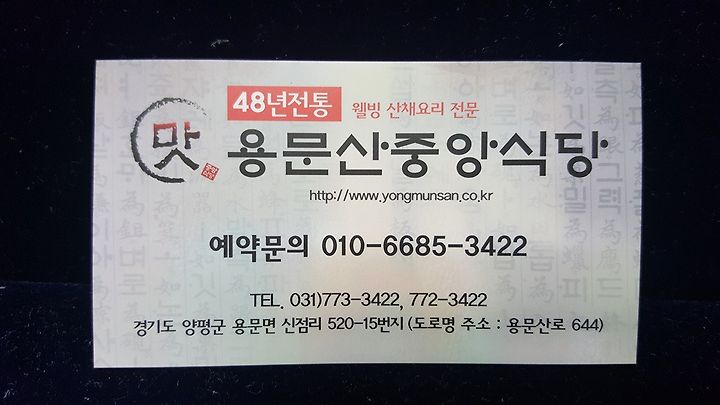 48년전통 웰빙 산채요리 전문
맛 용문산중앙식당
http://www.yongmunsan.co.kr
예약문의 010-6685-3422
TEL. 031)773-3422, 772-3422
경기도 양평군 용문면 신점리 520-15번지 (도로명 주소 : 용문산로 644)